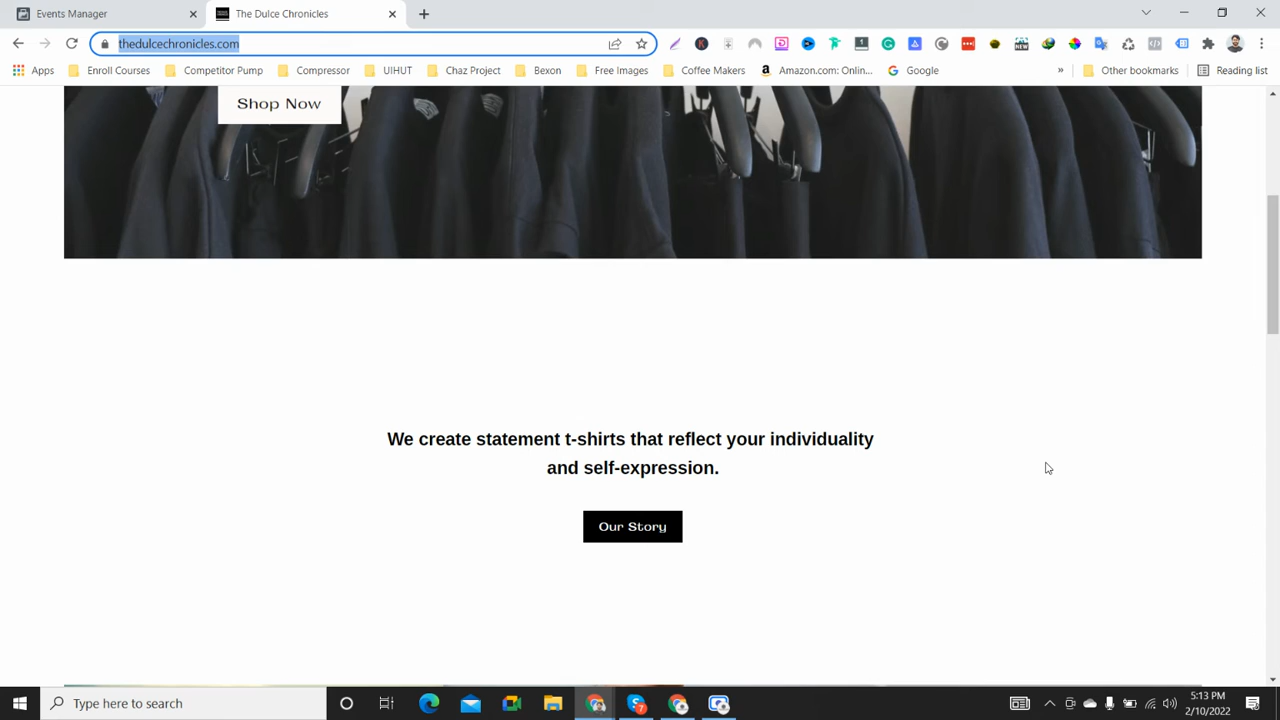 Events Manager
The Dulce Chronicles
thedulcechronicles.com
Apps
Enroll Courses
Competitor Pump
Compressor
UIHUT
Chaz Project
Bexon
Free Images
Coffee Makers
Amazon.com: Onlin...
Google
»
Other bookmarks
Reading list
Shop Now
We create statement t-shirts that reflect your individuality
and self-expression.
Our Story
Type here to search
5:13 PM
2/10/2022